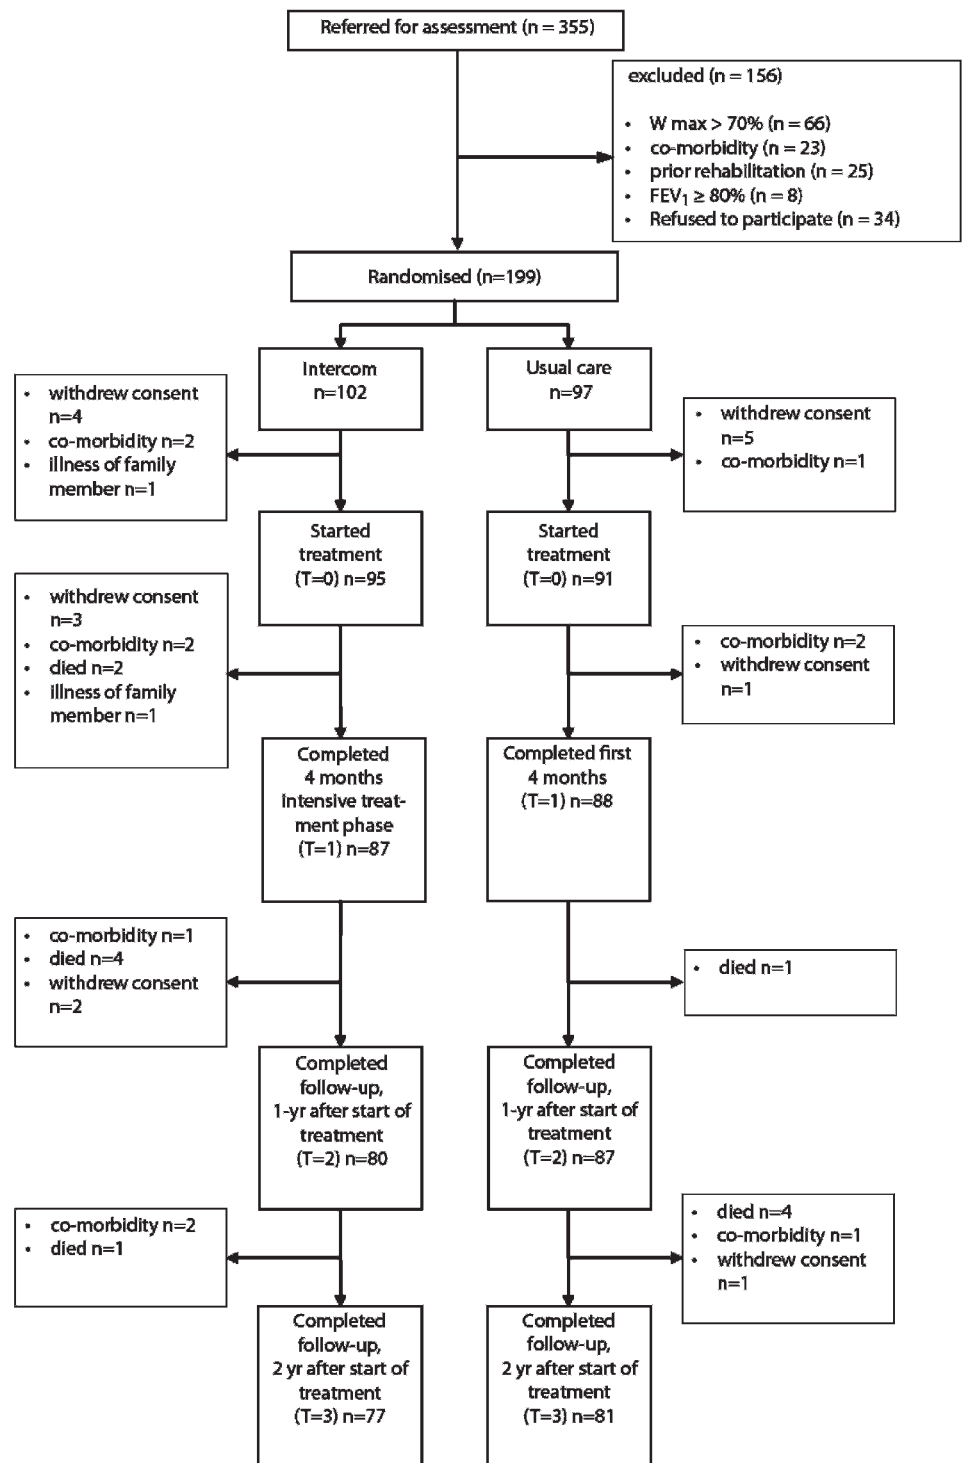 Referred for assessment (n = 355)
excluded (n = 156)
• W max > 70% (n = 66)
• co-morbidity (n = 23)
• prior rehabilitation (n = 25)
• FEV₁ ≥ 80% (n = 8)
• Refused to participate (n = 34)
Randomised (n=199)
Intercom
n=102
Usual care
n=97
• withdrew consent
n=4
• co-morbidity n=2
• illness of family
member n=1
• withdrew consent
n=5
• co-morbidity n=1
Started
treatment
(T=0) n=95
Started
treatment
(T=0) n=91
• withdrew consent
n=3
• co-morbidity n=2
• died n=2
• illness of family
member n=1
• co-morbidity n=2
• withdrew consent
n=1
Completed
4 months
intensive treat-
ment phase
(T=1) n=87
Completed first
4 months
(T=1) n=88
• co-morbidity n=1
• died n=4
• withdrew consent
n=2
• died n=1
Completed
follow-up,
1-yr after start of
treatment
(T=2) n=80
Completed
follow-up,
1-yr after start of
treatment
(T=2) n=87
• co-morbidity n=2
• died n=1
• died n=4
• co-morbidity n=1
• withdrew consent
n=1
Completed
follow-up,
2 yr after start of
treatment
(T=3) n=77
Completed
follow-up,
2 yr after start of
treatment
(T=3) n=81